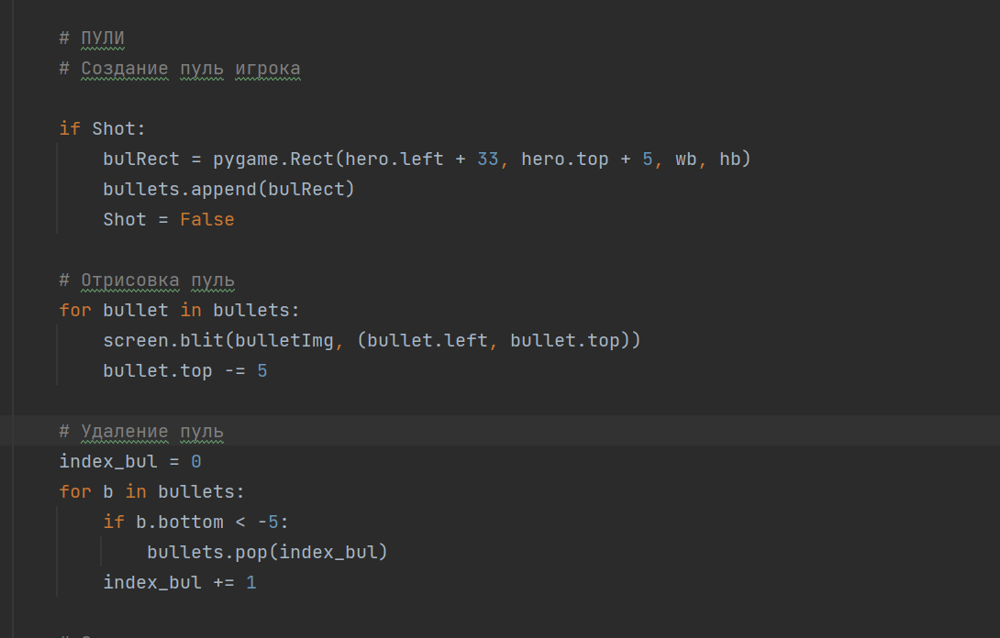 # ПУЛИ
# Создание пуль игрока
if Shot:
    bulRect = pygame.Rect(hero.left + 33, hero.top + 5, wb, hb)
    bullets.append(bulRect)
    Shot = False
# Отрисовка пуль
for bullet in bullets:
    screen.blit(bulletImg, (bullet.left, bullet.top))
    bullet.top -= 5
# Удаление пуль
index_bul = 0
for b in bullets:
    if b.bottom < -5:
        bullets.pop(index_bul)
    index_bul += 1